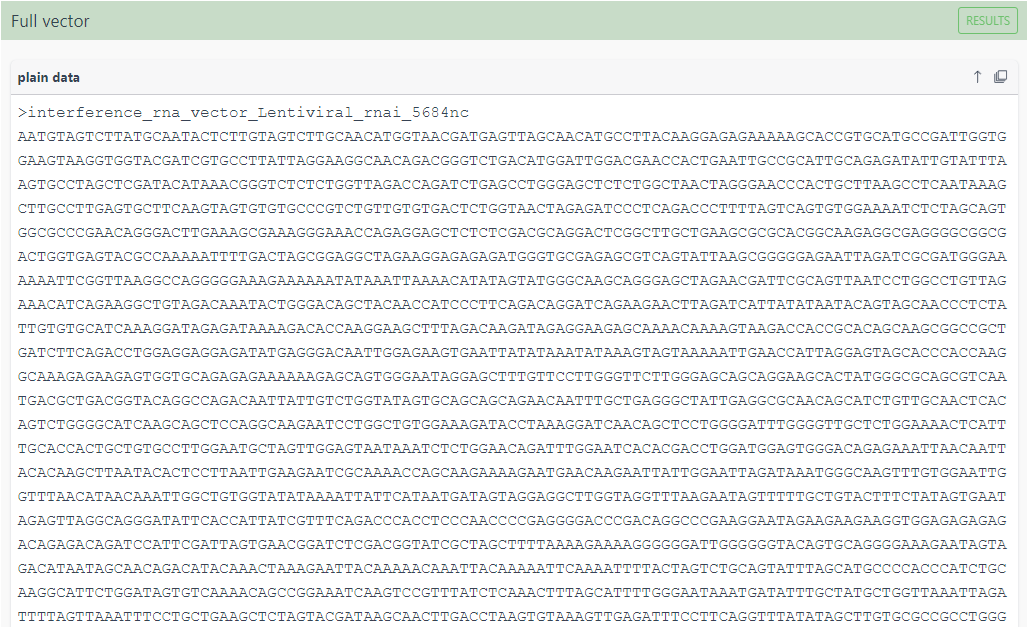 Full vector
RESULTS
plain data
>interference_rna_vector_Lentiviral_rnai_5684nc
AATGTAGTCTTATGCAATACTCTTGTAGTCTTGCAACATGGTAACGATGAGTTAGCAACATGCCTTACAAGGAGAGAAAAAGCACCGTGCATGCCGATTGGTG
GAAGTAAGGTGGTACGATCGTGCCTTATTAGGAAGGCAACAGACGGGTCTGACATGGATTGGACGAACCACTGAATTGCCGCATTGCAGAGATATTGTATTTA
AGTGCCTAGCTCGATACATAAACGGGTCTCTCTGGTTAGACCAGATCTGAGCCTGGGAGCTCTCTGGCTAACTAGGGAACCCACTGCTTAAGCCTCAATAAAG
CTTGCCTTGAGTGCTTCAAGTAGTGTGTGCCCGTCTGTTGTGTGACTCTGGTAACTAGAGATCCCTCAGACCCTTTTAGTCAGTGTGGAAAATCTCTAGCAGT
GGCGCCCGAACAGGGACTTGAAAGCGAAAGGGAAACCAGAGGAGCTCTCTCGACGCAGGACTCGGCTTGCTGAAGCGCGCACGGCAAGAGGCGAGGGGCGGCG
ACTGGTGAGTACGCCAAAAATTTTGACTAGCGGAGGCTAGAAGGAGAGAGATGGGTGCGAGAGCGTCAGTATTAAGCGGGGGAGAATTAGATCGCGATGGGAA
AAAATTCGGTTAAGGCCAGGGGGAAAGAAAAAATATAAATTAAAACATATAGTATGGGCAAGCAGGGAGCTAGAACGATTCGCAGTTAATCCTGGCCTGTTAG
AAACATCAGAAGGCTGTAGACAAATACTGGGACAGCTACAACCATCCCTTCAGACAGGATCAGAAGAACTTAGATCATTATATAATACAGTAGCAACCCTCTA
TTGTGTGCATCAAAGGATAGAGATAAAAGACACCAAGGAAGCTTTAGACAAGATAGAGGAAGAGCAAAACAAAAGTAAGACCACCGCACAGCAAGCGGCCGCT
GATCTTCAGACCTGGAGGAGGAGATATGAGGGACAATTGGAGAAGTGAATTATATAAATATAAAGTAGTAAAAATTGAACCATTAGGAGTAGCACCCACCAAG
GCAAAGAGAAGAGTGGTGCAGAGAGAAAAAAGAGCAGTGGGAATAGGAGCTTTGTTCCTTGGGTTCTTGGGAGCAGCAGGAAGCACTATGGGCGCAGCGTCAA
TGACGCTGACGGTACAGGCCAGACAATTATTGTCTGGTATAGTGCAGCAGCAGAACAATTTGCTGAGGGCTATTGAGGCGCAACAGCATCTGTTGCAACTCAC
AGTCTGGGGCATCAAGCAGCTCCAGGCAAGAATCCTGGCTGTGGAAAGATACCTAAAGGATCAACAGCTCCTGGGGATTTGGGGTTGCTCTGGAAAACTCATT
TGCACCACTGCTGTGCCTTGGAATGCTAGTTGGAGTAATAAATCTCTGGAACAGATTTGGAATCACACGACCTGGATGGAGTGGGACAGAGAAATTAACAATT
ACACAAGCTTAATACACTCCTTAATTGAAGAATCGCAAAACCAGCAAGAAAAGAATGAACAAGAATTATTGGAATTAGATAAATGGGCAAGTTTGTGGAATTG
GTTTAACATAACAAATTGGCTGTGGTATATAAAATTATTCATAATGATAGTAGGAGGCTTGGTAGGTTTAAGAATAGTTTTTGCTGTACTTTCTATAGTGAAT
AGAGTTAGGCAGGGATATTCACCATTATCGTTTCAGACCCACCTCCCAACCCCGAGGGGACCCGACAGGCCCGAAGGAATAGAAGAAGAAGGTGGAGAGAGAG
ACAGAGACAGATCCATTCGATTAGTGAACGGATCTCGACGGTATCGCTAGCTTTTAAAAGAAAAGGGGGGATTGGGGGGTACAGTGCAGGGGAAAGAATAGTA
GACATAATAGCAACAGACATACAAACTAAAGAATTACAAAAACAAATTACAAAAATTCAAAATTTTACTAGTCTGCAGTATTTAGCATGCCCCACCCATCTGC
AAGGCATTCTGGATAGTGTCAAAACAGCCGGAAATCAAGTCCGTTTATCTCAAACTTTAGCATTTTGGGAATAAATGATATTTGCTATGCTGGTTAAATTAGA
TTTTAGTTAAATTTCCTGCTGAAGCTCTAGTACGATAAGCAACTTGACCTAAGTGTAAAGTTGAGATTTCCTTCAGGTTTATATAGCTTGTGCGCCGCCTGGG